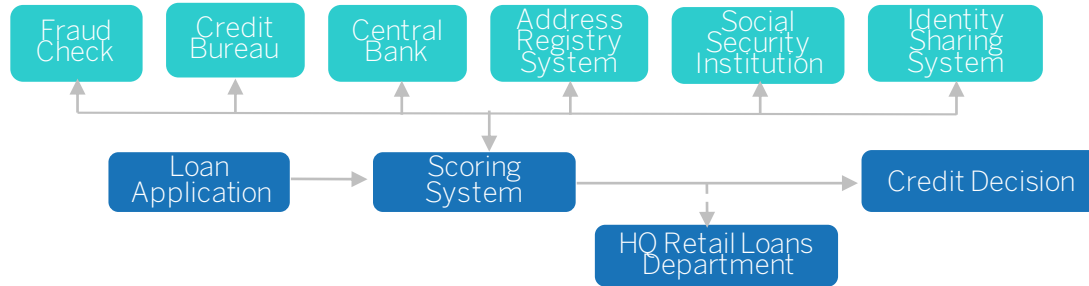 Fraud
Check
Credit
Bureau
Central
Bank
Address
Registry
System
Social
Security
Institution
Identity
Sharing
System
Loan
Application
Scoring
System
Credit Decision
HQ Retail Loans
Department